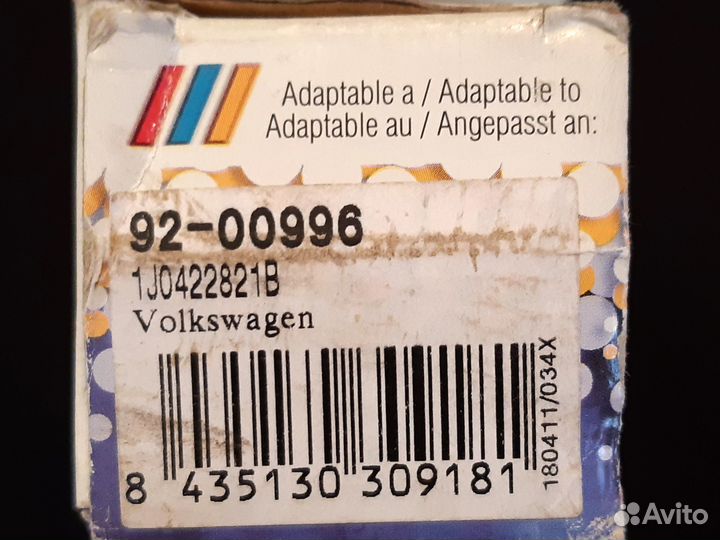 Adaptable a / Adaptable to
Adaptable au / Angepasst an:
92-00996
1J0422821B
Volkswagen
8 435130 309181
180411/034X
Avito